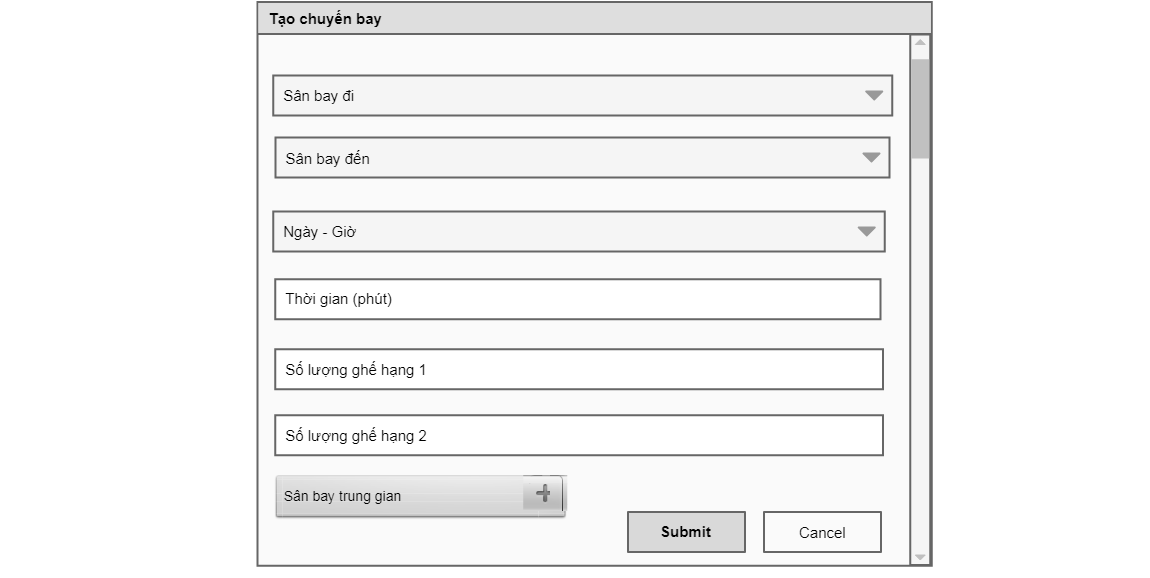 Tạo chuyến bay
Sân bay đi
Sân bay đến
Ngày - Giờ
Thời gian (phút)
Số lượng ghế hạng 1
Số lượng ghế hạng 2
Sân bay trung gian
Submit
Cancel